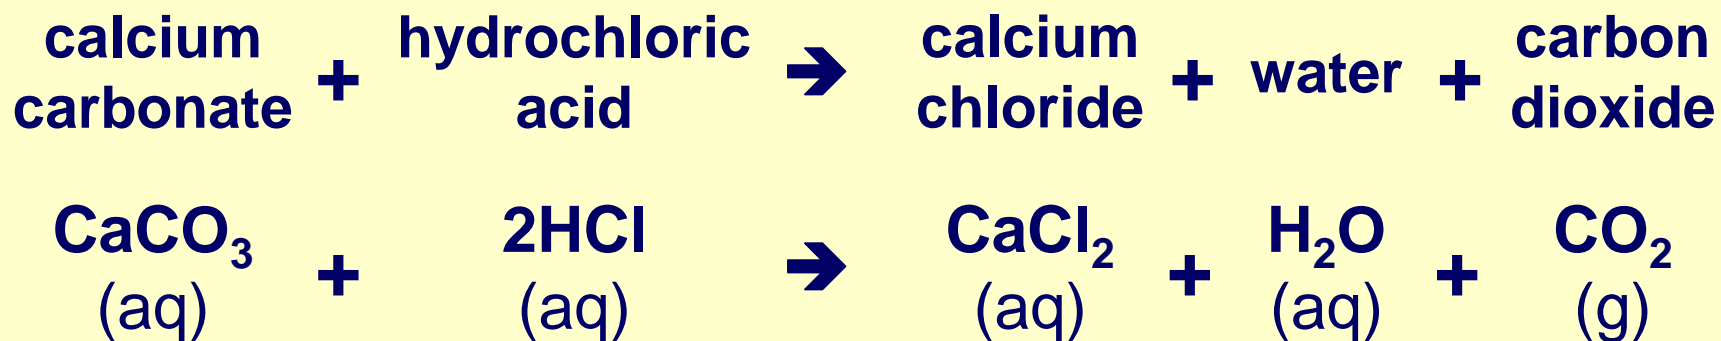 calcium carbonate + hydrochloric acid ➔ calcium chloride + water + carbon dioxide
CaCO₃ + 2HCl ➔ CaCl₂ + H₂O + CO₂
(aq) (aq) (aq) (aq) (g)